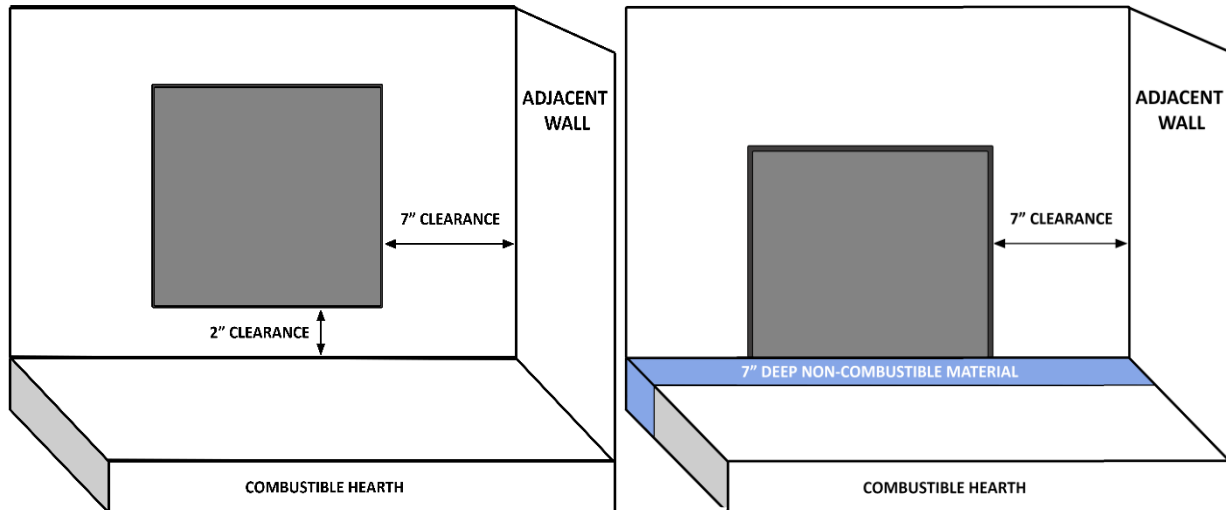 ADJACENT
WALL
7” CLEARANCE
2” CLEARANCE
COMBUSTIBLE HEARTH
ADJACENT
WALL
7” CLEARANCE
7” DEEP NON-COMBUSTIBLE MATERIAL
COMBUSTIBLE HEARTH